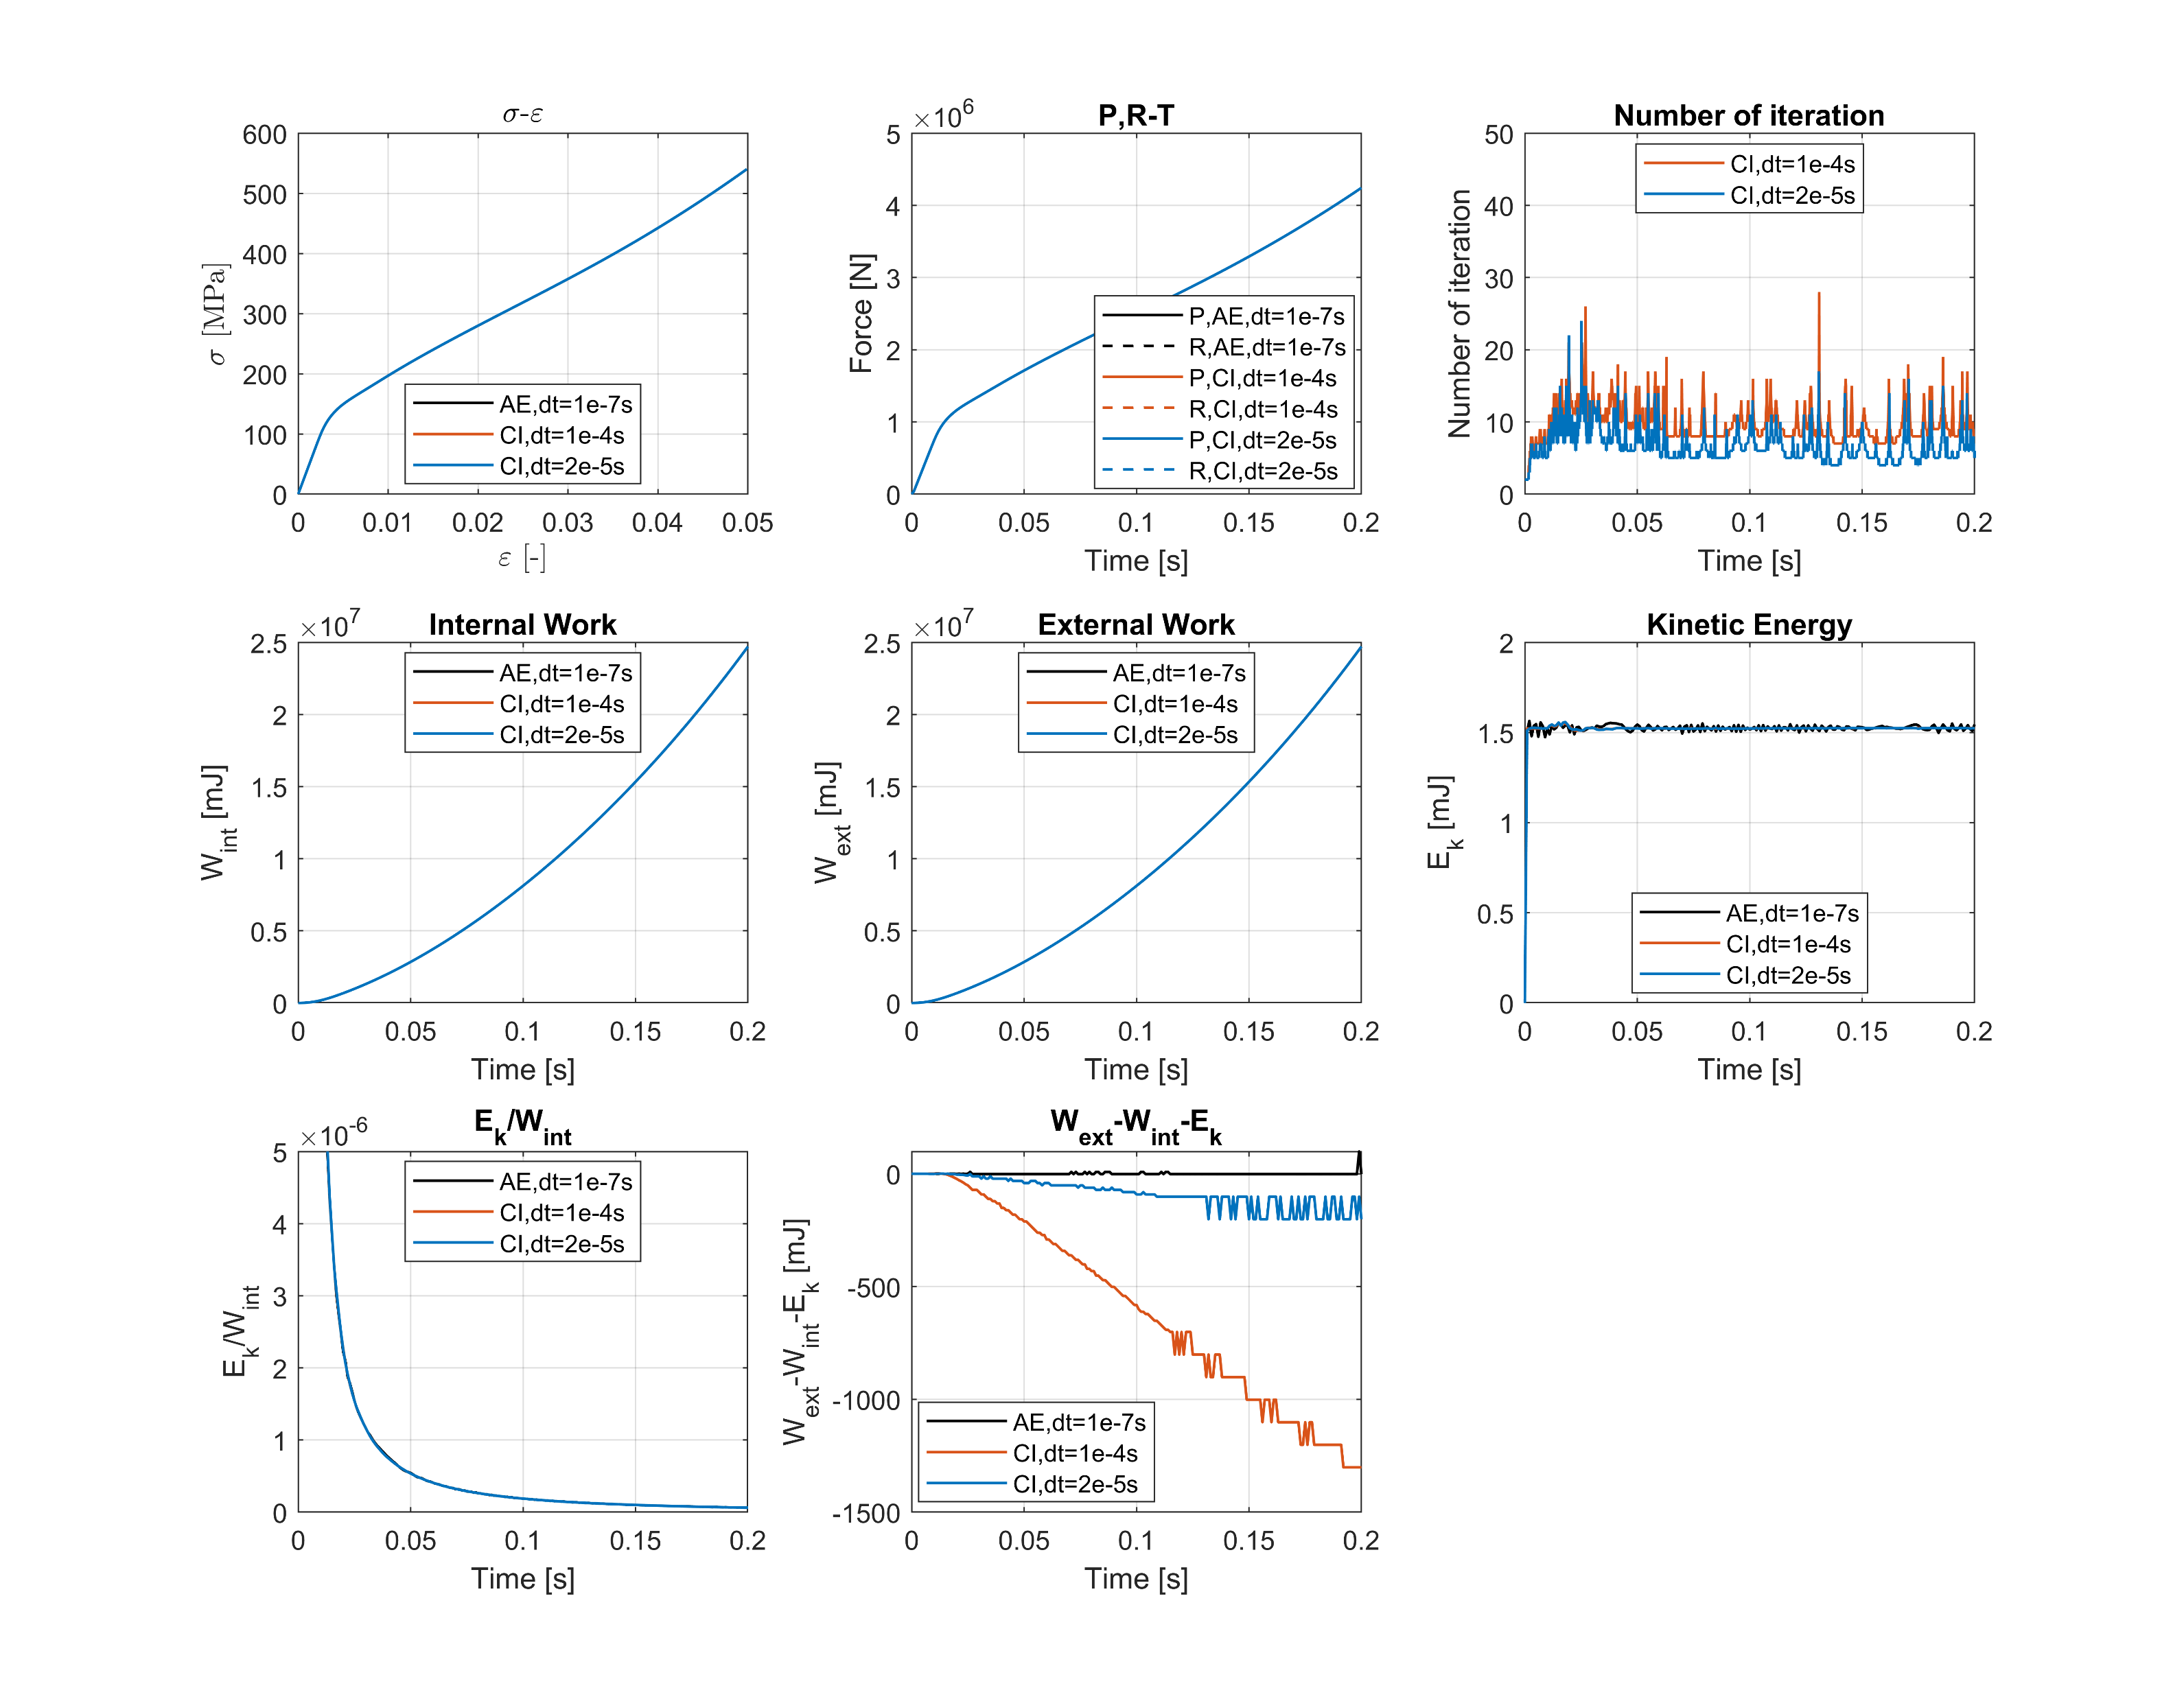 σ-ε
600
500
400
300
200
100
0
0 0.01 0.02 0.03 0.04 0.05
σ [MPa]
ε [-]
AE,dt=1e-7s
CI,dt=1e-4s
CI,dt=2e-5s
P,R-T
×10^6
5
4
3
2
1
0
0 0.05 0.1 0.15 0.2
Force [N]
Time [s]
P,AE,dt=1e-7s
R,AE,dt=1e-7s
P,CI,dt=1e-4s
R,CI,dt=1e-4s
P,CI,dt=2e-5s
R,CI,dt=2e-5s
Number of iteration
50
40
30
20
10
0
0 0.05 0.1 0.15 0.2
Number of iteration
Time [s]
CI,dt=1e-4s
CI,dt=2e-5s
Internal Work
×10^7
2.5
2
1.5
1
0.5
0
0 0.05 0.1 0.15 0.2
W_int [mJ]
Time [s]
AE,dt=1e-7s
CI,dt=1e-4s
CI,dt=2e-5s
External Work
×10^7
2.5
2
1.5
1
0.5
0
0 0.05 0.1 0.15 0.2
W_ext [mJ]
Time [s]
AE,dt=1e-7s
CI,dt=1e-4s
CI,dt=2e-5s
Kinetic Energy
2
1.5
1
0.5
0
0 0.05 0.1 0.15 0.2
E_k [mJ]
Time [s]
AE,dt=1e-7s
CI,dt=1e-4s
CI,dt=2e-5s
E_k/W_int
×10^-6
5
4
3
2
1
0
0 0.05 0.1 0.15 0.2
E_k/W_int
Time [s]
AE,dt=1e-7s
CI,dt=1e-4s
CI,dt=2e-5s
W_ext-W_int-E_k
0
-500
-1000
-1500
0 0.05 0.1 0.15 0.2
W_ext-W_int-E_k [mJ]
Time [s]
AE,dt=1e-7s
CI,dt=1e-4s
CI,dt=2e-5s